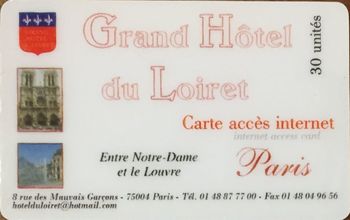 GRAND
HOTEL
Grand Hôtel
du Loiret
30 unités
Carte accès internet
internet access card
Entre Notre-Dame
et le Louvre
Paris
8 rue des Mauvais Garçons - 75004 Paris - Tél. 01 48 87 77 00 - Fax 01 48 04 96 56
hotelduloiret@hotmail.com